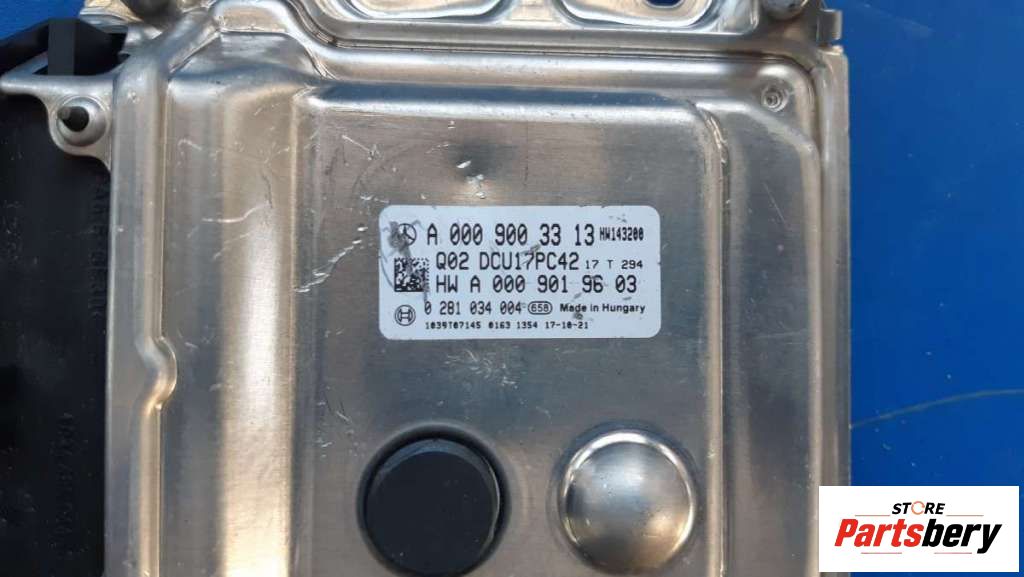 A 000 900 33 13 HW143200
Q02 DCU17PC42 17 T 294
HW A 000 901 96 03
0 281 034 004 658 Made in Hungary
1039T07145 0163 1354 17-10-21
STORE
Partsbery